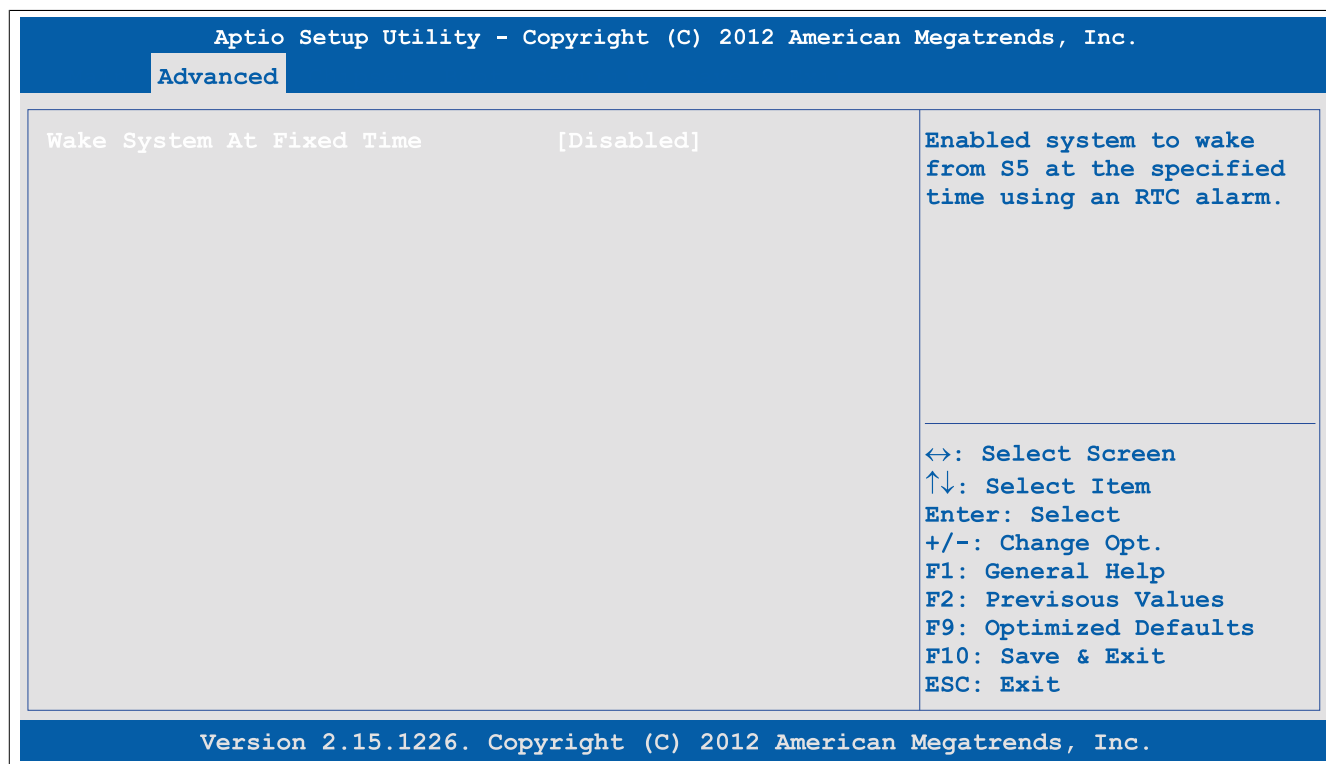 Aptio Setup Utility - Copyright (C) 2012 American Megatrends, Inc.
Advanced
Wake System At Fixed Time [Disabled]
Enabled system to wake
from S5 at the specified
time using an RTC alarm.
↔: Select Screen
↑↓: Select Item
Enter: Select
+/-: Change Opt.
F1: General Help
F2: Previsous Values
F9: Optimized Defaults
F10: Save & Exit
ESC: Exit
Version 2.15.1226. Copyright (C) 2012 American Megatrends, Inc.